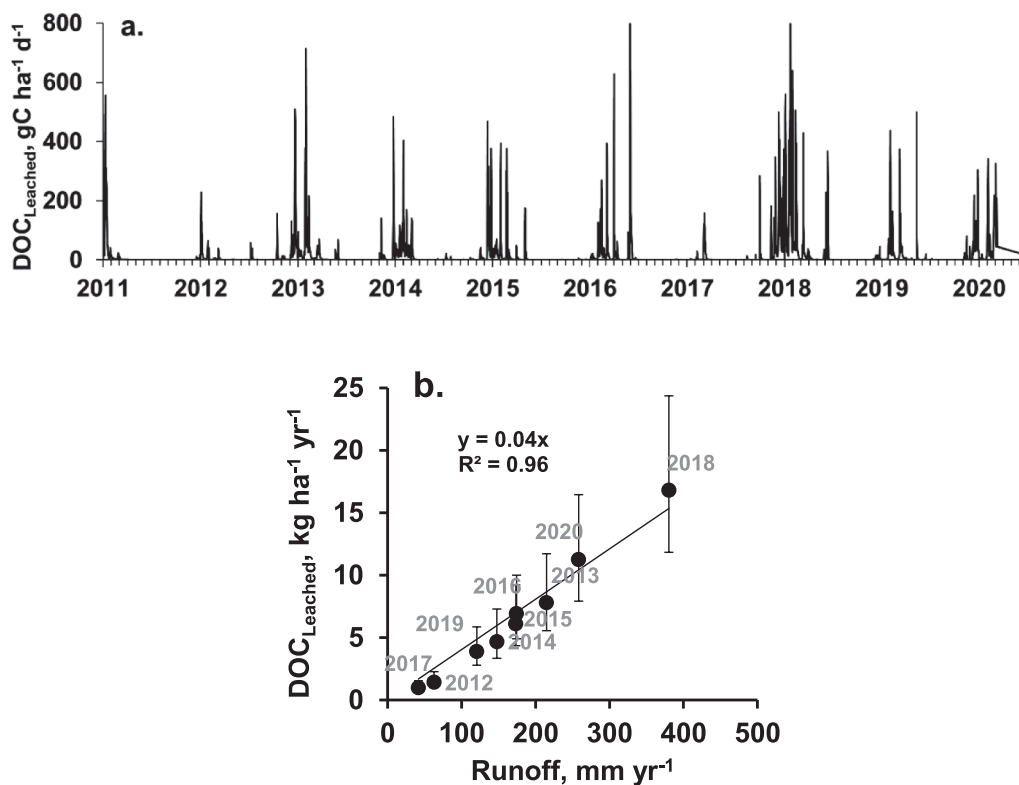 a.
DOC_Leached, gC ha⁻¹ d⁻¹
800
600
400
200
0
2011 2012 2013 2014 2015 2016 2017 2018 2019 2020
b.
DOC_Leached, kg ha⁻¹ yr⁻¹
25
20
15
10
5
0
y = 0.04x
R² = 0.96
2018
2020
2013
2016
2015
2019
2014
2017
2012
0 100 200 300 400 500
Runoff, mm yr⁻¹